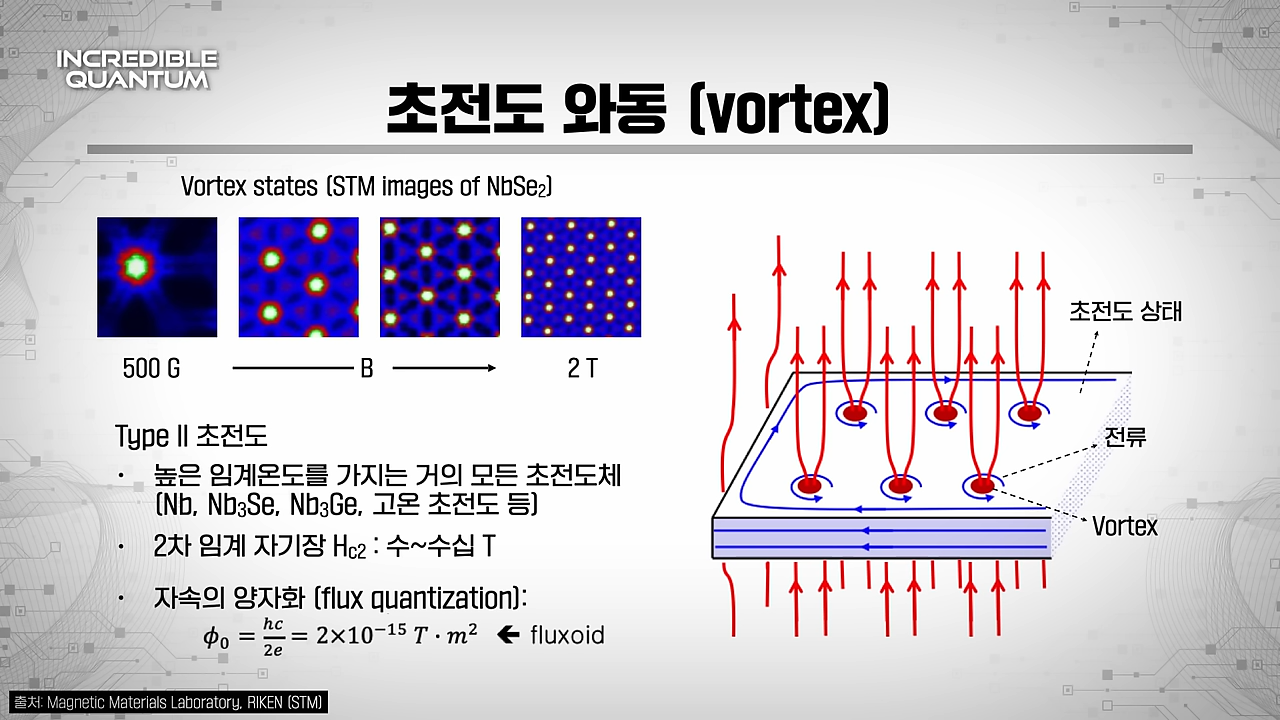 INCREDIBLE
QUANTUM
초전도 와동 (vortex)
Vortex states (STM images of NbSe₂)
500 G
B
2 T
Type II 초전도
· 높은 임계온도를 가지는 거의 모든 초전도체
(Nb, Nb₃Se, Nb₃Ge, 고온 초전도 등)
· 2차 임계 자기장 H_C2 : 수~수십 T
· 자속의 양자화 (flux quantization):
𝜙₀ = hc/2e = 2×10⁻¹⁵ T · m² ← fluxoid
초전도 상태
전류
Vortex
출처: Magnetic Materials Laboratory, RIKEN (STM)